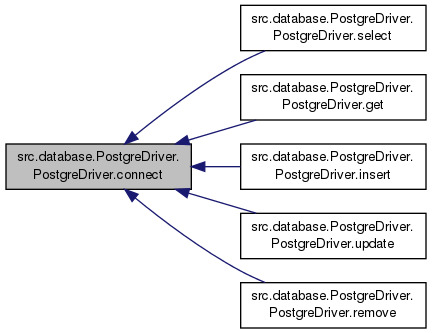 src.database.PostgreDriver.
PostgreDriver.select
src.database.PostgreDriver.
PostgreDriver.get
src.database.PostgreDriver.
PostgreDriver.connect
src.database.PostgreDriver.
PostgreDriver.insert
src.database.PostgreDriver.
PostgreDriver.update
src.database.PostgreDriver.
PostgreDriver.remove